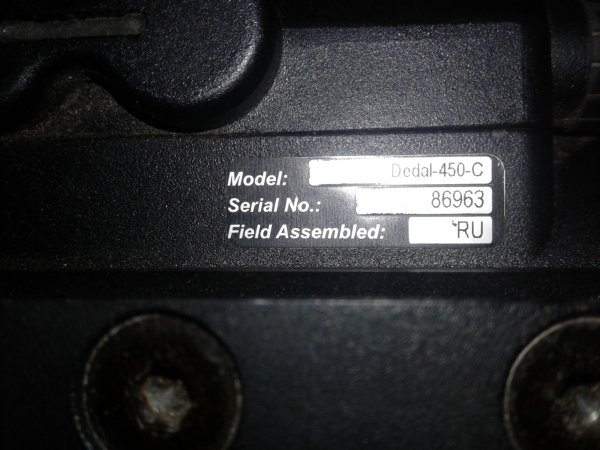 Model: Dedal-450-C
Serial No.: 86963
Field Assembled: RU